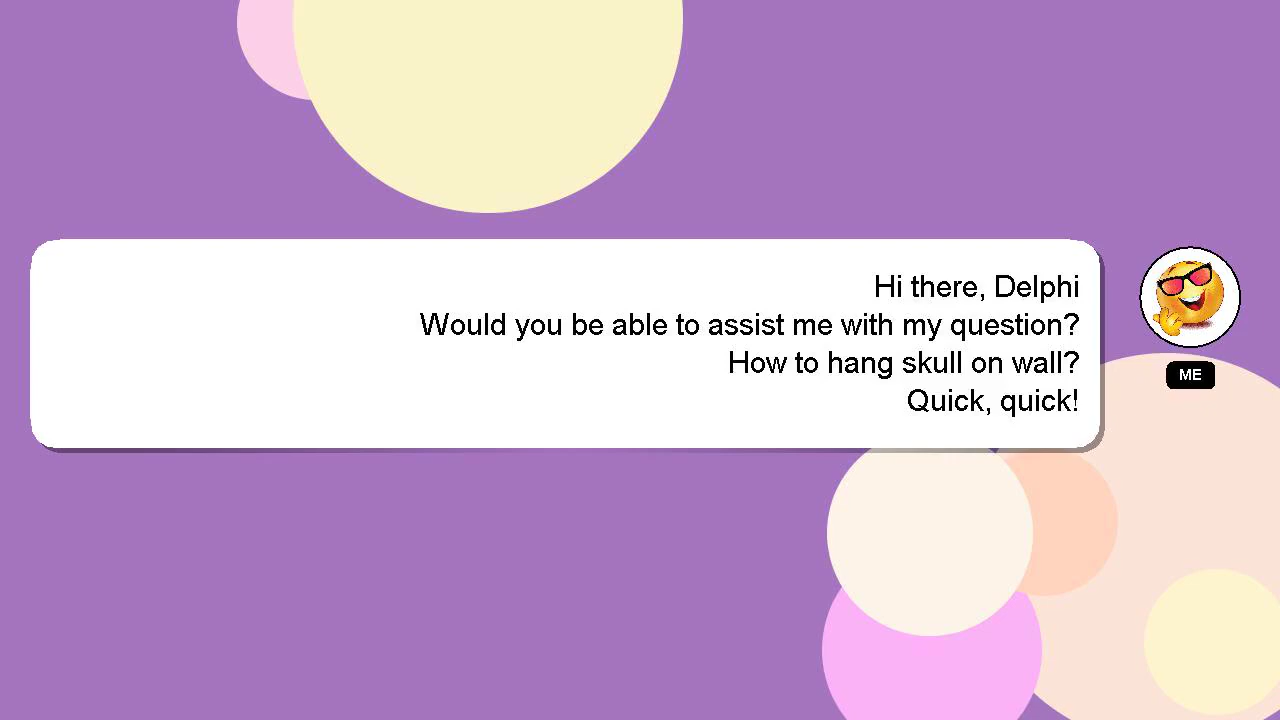 Hi there, Delphi
Would you be able to assist me with my question?
How to hang skull on wall?
Quick, quick!
ME